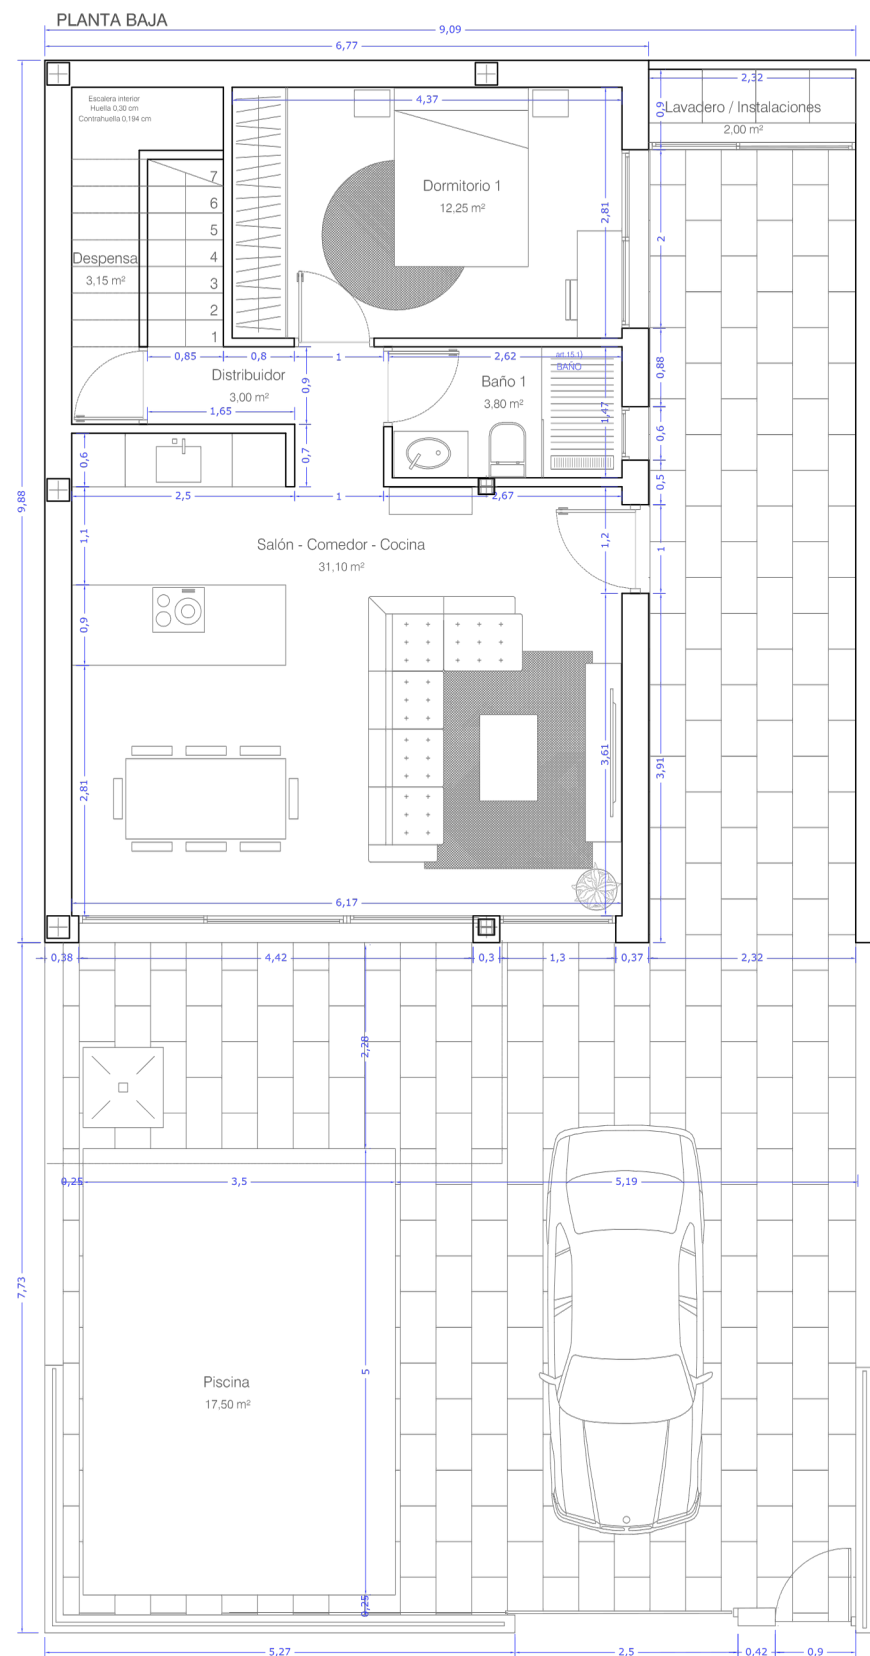 PLANTA BAJA
9,09
6,77
2,32
Escalera interior
Huella 0,30 cm
Contrahuella 0,194 cm
4,37
0,9
Lavadero / Instalaciones
2,00 m²
7
6
5
4
3
2
1
Dormitorio 1
12,25 m²
2,81
2
Despensa
3,15 m²
0,85
0,8
1
2,62
art.15.1)
BAÑO
0,88
Distribuidor
3,00 m²
0,9
Baño 1
3,80 m²
1,65
1,47
0,6
0,6
0,7
0,5
9,88
2,5
1
2,67
1,1
Salón - Comedor - Cocina
31,10 m²
1,2
1
0,9
2,81
3,61
3,91
6,17
0,38
4,42
0,3
1,3
0,37
2,32
2,28
0,25
3,5
5,19
7,73
5
Piscina
17,50 m²
0,25
5,27
2,5
0,42
0,9